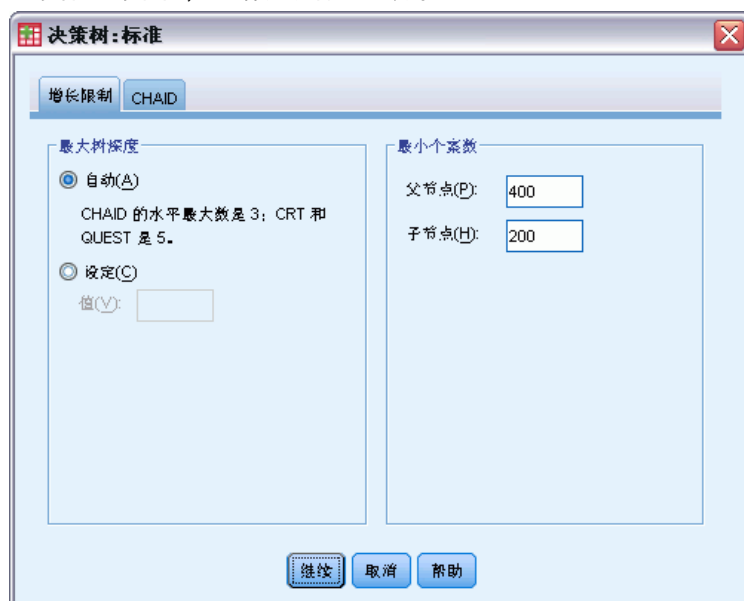 决策树:标准
增长限制
CHAID
最大树深度
自动(A)
CHAID 的水平最大数是 3；CRT 和
QUEST 是 5。
设定(C)
值(V):
最小个案数
父节点(P):
400
子节点(H):
200
继续
取消
帮助